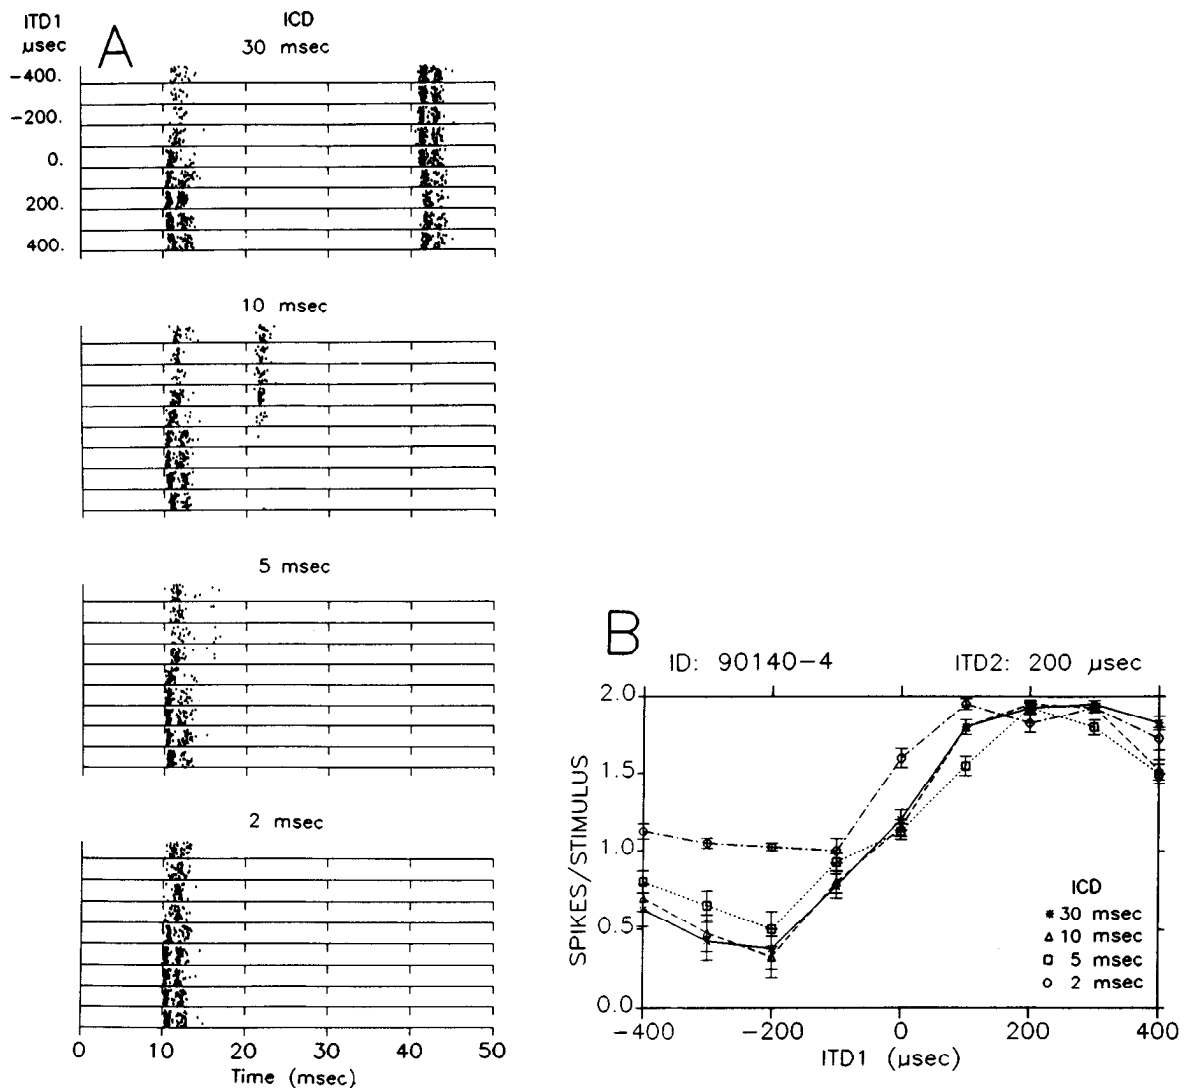 ITD1
μsec
A
ICD
30 msec
-400.
-200.
0.
200.
400.
10 msec
5 msec
2 msec
0 10 20 30 40 50
Time (msec)
B
ID: 90140-4 ITD2: 200 μsec
SPIKES/STIMULUS
2.0
1.5
1.0
0.5
0.0
ICD
30 msec
10 msec
5 msec
2 msec
-400 -200 0 200 400
ITD1 (μsec)